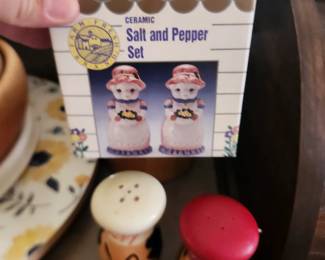 CERAMIC
Salt and Pepper
Set